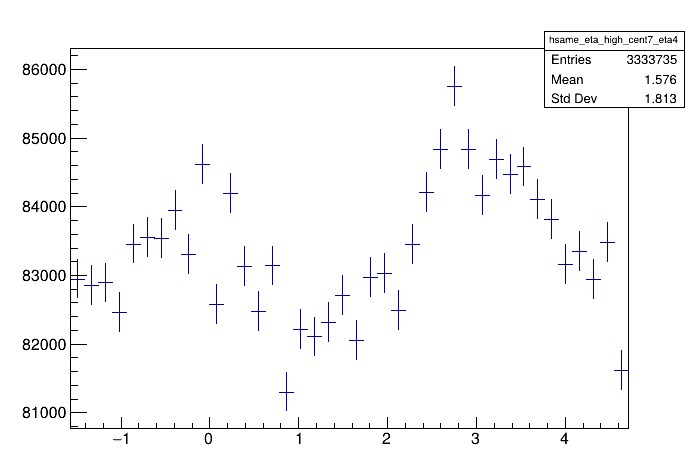 hsame_eta_high_cent7_eta4
Entries 3333735
Mean 1.576
Std Dev 1.813
86000
85000
84000
83000
82000
81000
−1 0 1 2 3 4